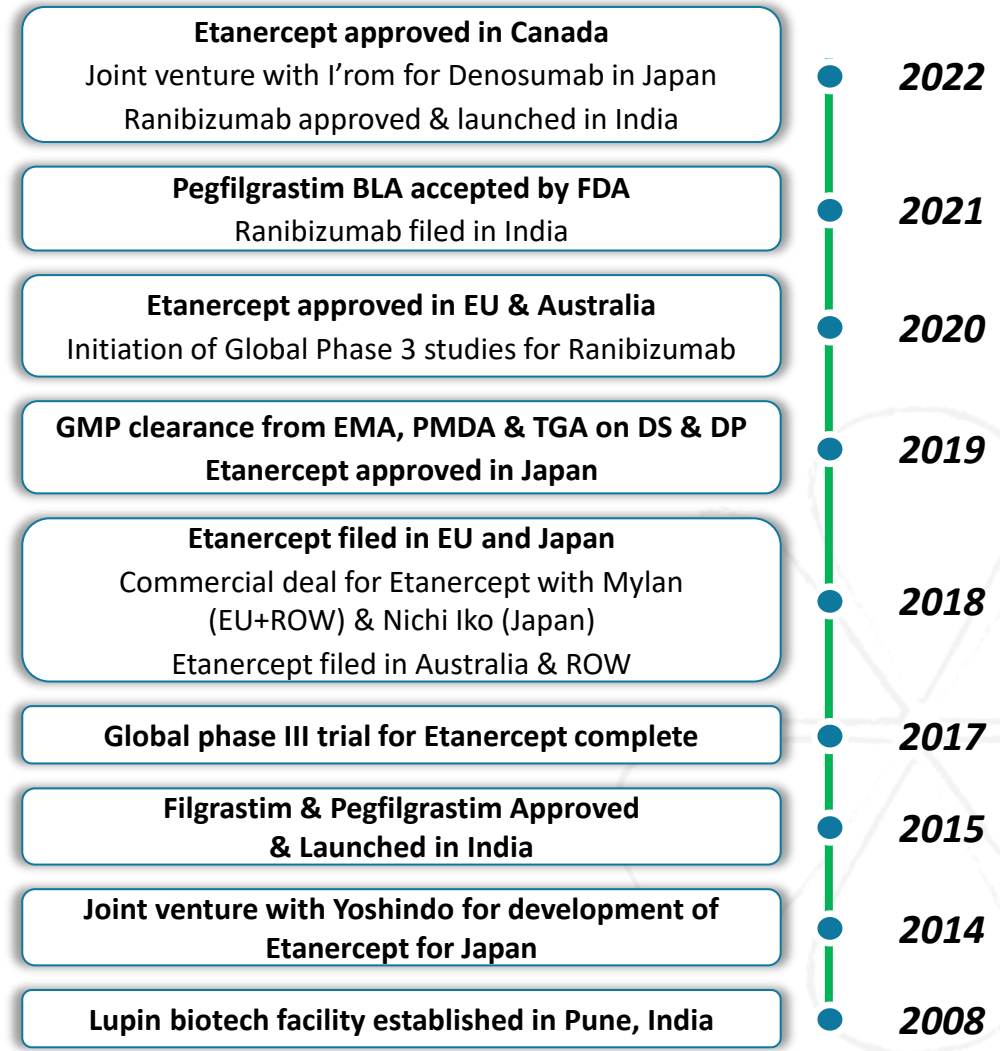 Etanercept approved in Canada
Joint venture with I’rom for Denosumab in Japan
Ranibizumab approved & launched in India
2022
Pegfilgrastim BLA accepted by FDA
Ranibizumab filed in India
2021
Etanercept approved in EU & Australia
Initiation of Global Phase 3 studies for Ranibizumab
2020
GMP clearance from EMA, PMDA & TGA on DS & DP
Etanercept approved in Japan
2019
Etanercept filed in EU and Japan
Commercial deal for Etanercept with Mylan
(EU+ROW) & Nichi Iko (Japan)
Etanercept filed in Australia & ROW
2018
Global phase III trial for Etanercept complete
2017
Filgrastim & Pegfilgrastim Approved
& Launched in India
2015
Joint venture with Yoshindo for development of
Etanercept for Japan
2014
Lupin biotech facility established in Pune, India
2008